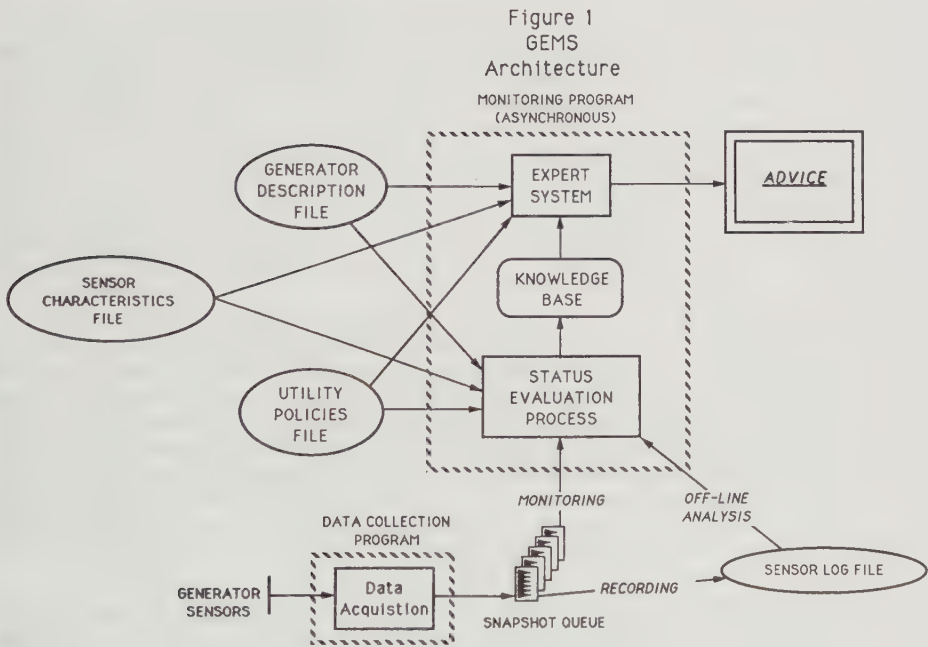 Figure 1
GEMS
Architecture
MONITORING PROGRAM
(ASYNCHRONOUS)
GENERATOR
DESCRIPTION
FILE
EXPERT
SYSTEM
ADVICE
SENSOR
CHARACTERISTICS
FILE
KNOWLEDGE
BASE
UTILITY
POLICIES
FILE
STATUS
EVALUATION
PROCESS
MONITORING
OFF-LINE
ANALYSIS
DATA COLLECTION
PROGRAM
GENERATOR
SENSORS
Data
Acquistion
RECORDING
SENSOR LOG FILE
SNAPSHOT QUEUE